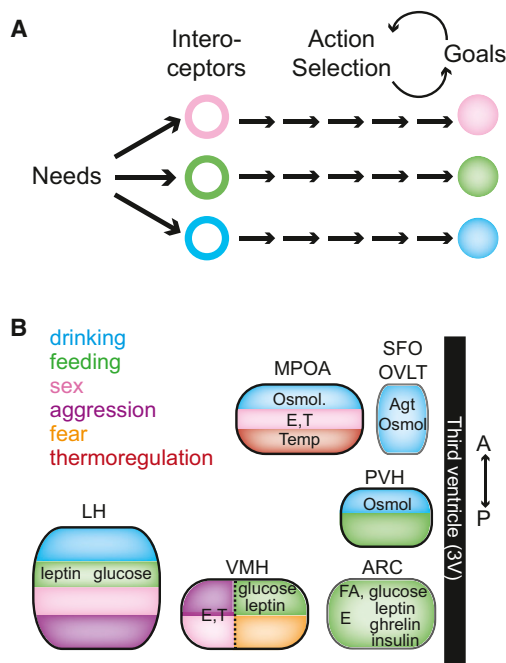 A
Intero-
ceptors
Action
Selection
Goals
Needs
B
drinking
feeding
sex
aggression
fear
thermoregulation
MPOA
Osmol.
E,T
Temp
SFO
OVLT
Agt
Osmol
Third ventricle (3V)
A
P
PVH
Osmol
LH
leptin glucose
VMH
E,T
glucose
leptin
ARC
FA, glucose
E leptin
ghrelin
insulin